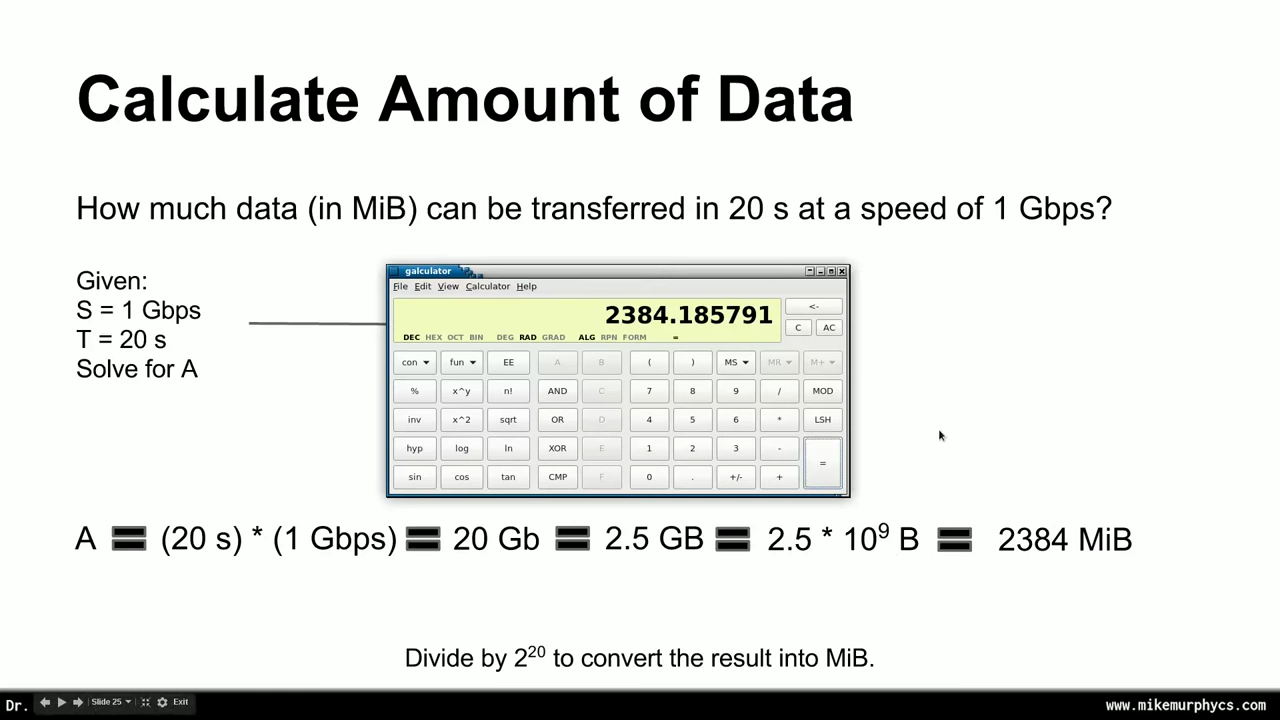 Calculate Amount of Data
How much data (in MiB) can be transferred in 20 s at a speed of 1 Gbps?
Given:
S = 1 Gbps
T = 20 s
Solve for A
galculator
File Edit View Calculator Help
2384.185791
DEC HEX OCT BIN DEG RAD GRAD ALG RPN FORM =
<-
C AC
con fun EE A B ( ) MS MR M+
% x^y n! AND C 7 8 9 / MOD
inv x^2 sqrt OR D 4 5 6 * LSH
hyp log ln XOR E 1 2 3 - =
sin cos tan CMP F 0 . +/- +
A = (20 s) * (1 Gbps) = 20 Gb = 2.5 GB = 2.5 * 10⁹ B = 2384 MiB
Divide by 2²⁰ to convert the result into MiB.
Dr. Slide 25 Exit www.mikemurphycs.com